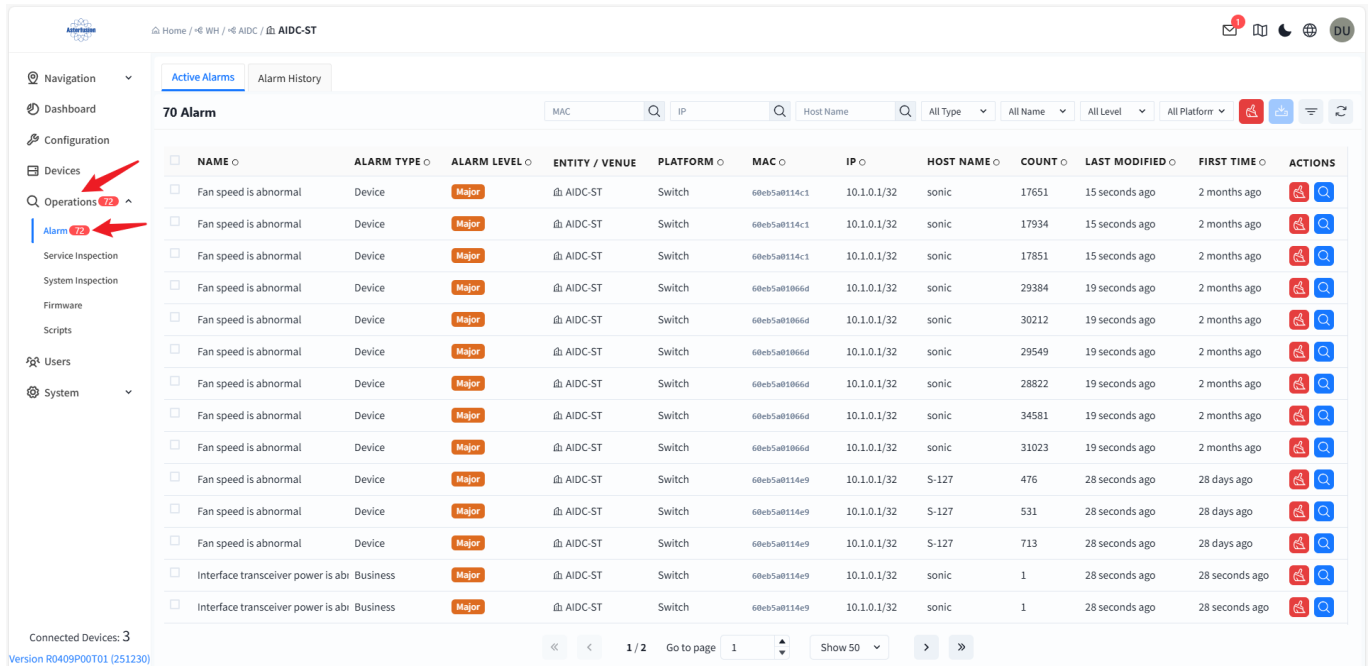 Asterfusion
Home / WH / AIDC / AIDC-ST
1
DU
Navigation
Dashboard
Configuration
Devices
Operations 72
Alarm 72
Service Inspection
System Inspection
Firmware
Scripts
Users
System
Connected Devices: 3
Version R0409P00T01 (251230)
Active Alarms Alarm History
70 Alarm MAC IP Host Name All Type All Name All Level All Platform
NAME ALARM TYPE ALARM LEVEL ENTITY / VENUE PLATFORM MAC IP HOST NAME COUNT LAST MODIFIED FIRST TIME ACTIONS
Fan speed is abnormal Device Major AIDC-ST Switch 60eb5a0114c1 10.1.0.1/32 sonic 17651 15 seconds ago 2 months ago
Fan speed is abnormal Device Major AIDC-ST Switch 60eb5a0114c1 10.1.0.1/32 sonic 17934 15 seconds ago 2 months ago
Fan speed is abnormal Device Major AIDC-ST Switch 60eb5a0114c1 10.1.0.1/32 sonic 17851 15 seconds ago 2 months ago
Fan speed is abnormal Device Major AIDC-ST Switch 60eb5a01066d 10.1.0.1/32 sonic 29384 19 seconds ago 2 months ago
Fan speed is abnormal Device Major AIDC-ST Switch 60eb5a01066d 10.1.0.1/32 sonic 30212 19 seconds ago 2 months ago
Fan speed is abnormal Device Major AIDC-ST Switch 60eb5a01066d 10.1.0.1/32 sonic 29549 19 seconds ago 2 months ago
Fan speed is abnormal Device Major AIDC-ST Switch 60eb5a01066d 10.1.0.1/32 sonic 28822 19 seconds ago 2 months ago
Fan speed is abnormal Device Major AIDC-ST Switch 60eb5a01066d 10.1.0.1/32 sonic 34581 19 seconds ago 2 months ago
Fan speed is abnormal Device Major AIDC-ST Switch 60eb5a01066d 10.1.0.1/32 sonic 31023 19 seconds ago 2 months ago
Fan speed is abnormal Device Major AIDC-ST Switch 60eb5a0114e9 10.1.0.1/32 S-127 476 28 seconds ago 28 days ago
Fan speed is abnormal Device Major AIDC-ST Switch 60eb5a0114e9 10.1.0.1/32 S-127 531 28 seconds ago 28 days ago
Fan speed is abnormal Device Major AIDC-ST Switch 60eb5a0114e9 10.1.0.1/32 S-127 713 28 seconds ago 28 days ago
Interface transceiver power is abn Business Major AIDC-ST Switch 60eb5a0114e9 10.1.0.1/32 sonic 1 28 seconds ago 28 seconds ago
Interface transceiver power is abn Business Major AIDC-ST Switch 60eb5a0114e9 10.1.0.1/32 sonic 1 28 seconds ago 28 seconds ago
« < 1 / 2 Go to page 1 Show 50 > »